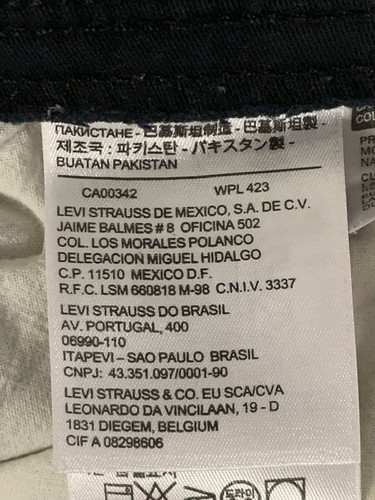 ПАКИСТАНЕ - 巴基斯坦制造 - 巴基斯坦製 -
제조국 : 파키스탄 - パキスタン製 -
BUATAN PAKISTAN
CA00342 WPL 423
LEVI STRAUSS DE MEXICO, S.A. DE C.V.
JAIME BALMES # 8 OFICINA 502
COL. LOS MORALES POLANCO
DELEGACION MIGUEL HIDALGO
C.P. 11510 MEXICO D.F.
R.F.C. LSM 660818 M-98 C.N.I.V. 3337
LEVI STRAUSS DO BRASIL
AV. PORTUGAL, 400
06990-110
ITAPEVI – SAO PAULO BRASIL
CNPJ: 43.351.097/0001-90
LEVI STRAUSS & CO. EU SCA/CVA
LEONARDO DA VINCILAAN, 19 - D
1831 DIEGEM, BELGIUM
CIF A 08298606
드라이